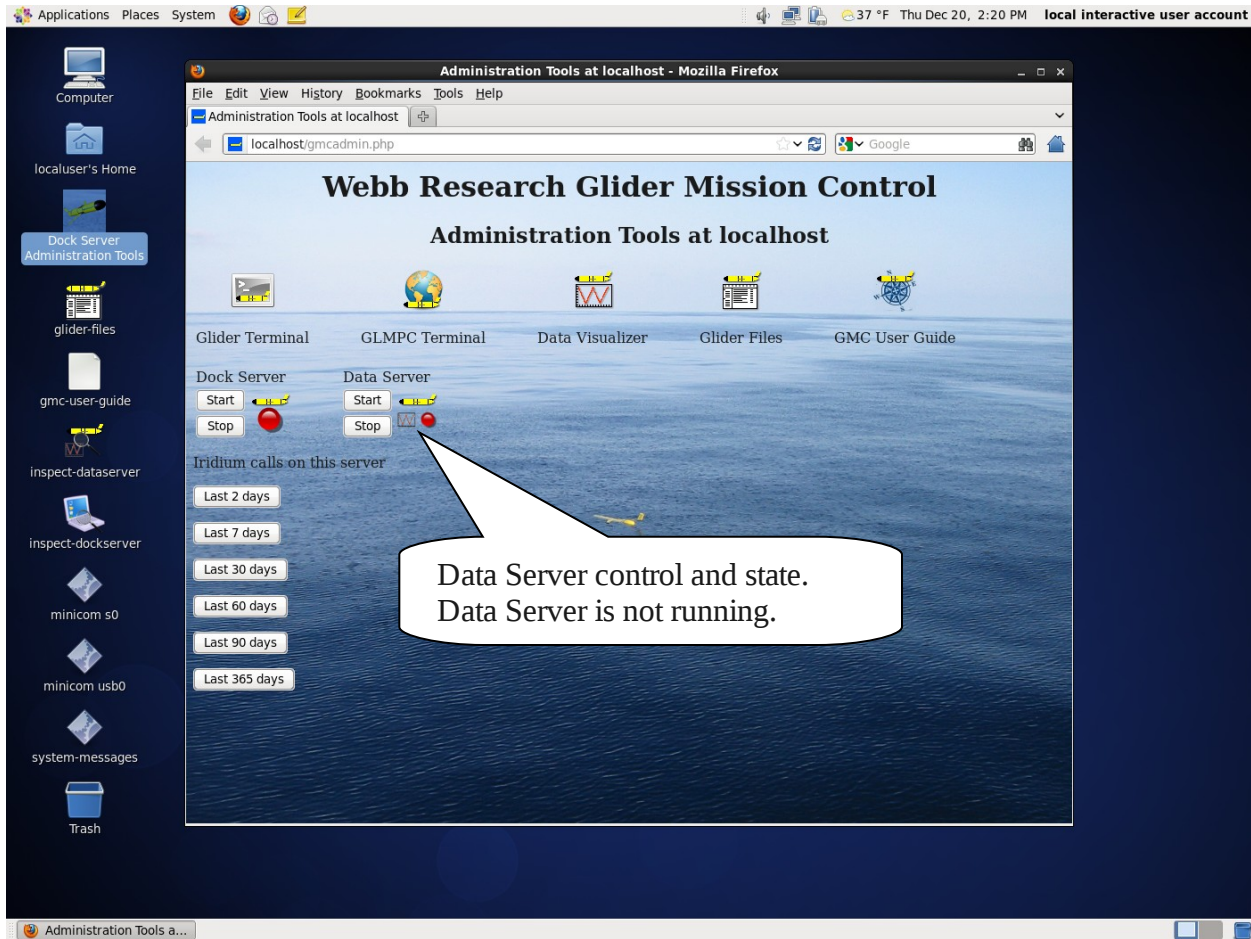 Applications Places System 37 °F Thu Dec 20, 2:20 PM local interactive user account
Computer
localuser's Home
Dock Server
Administration Tools
glider-files
gmc-user-guide
inspect-dataserver
inspect-dockserver
minicom s0
minicom usb0
system-messages
Trash
Administration Tools at localhost - Mozilla Firefox
File Edit View History Bookmarks Tools Help
Administration Tools at localhost
localhost/gmcadmin.php Google
Webb Research Glider Mission Control
Administration Tools at localhost
Glider Terminal GLMPC Terminal Data Visualizer Glider Files GMC User Guide
Dock Server Data Server
Start Start
Stop Stop
Iridium calls on this server
Last 2 days
Last 7 days
Last 30 days
Last 60 days
Last 90 days
Last 365 days
Data Server control and state.
Data Server is not running.
Administration Tools a...